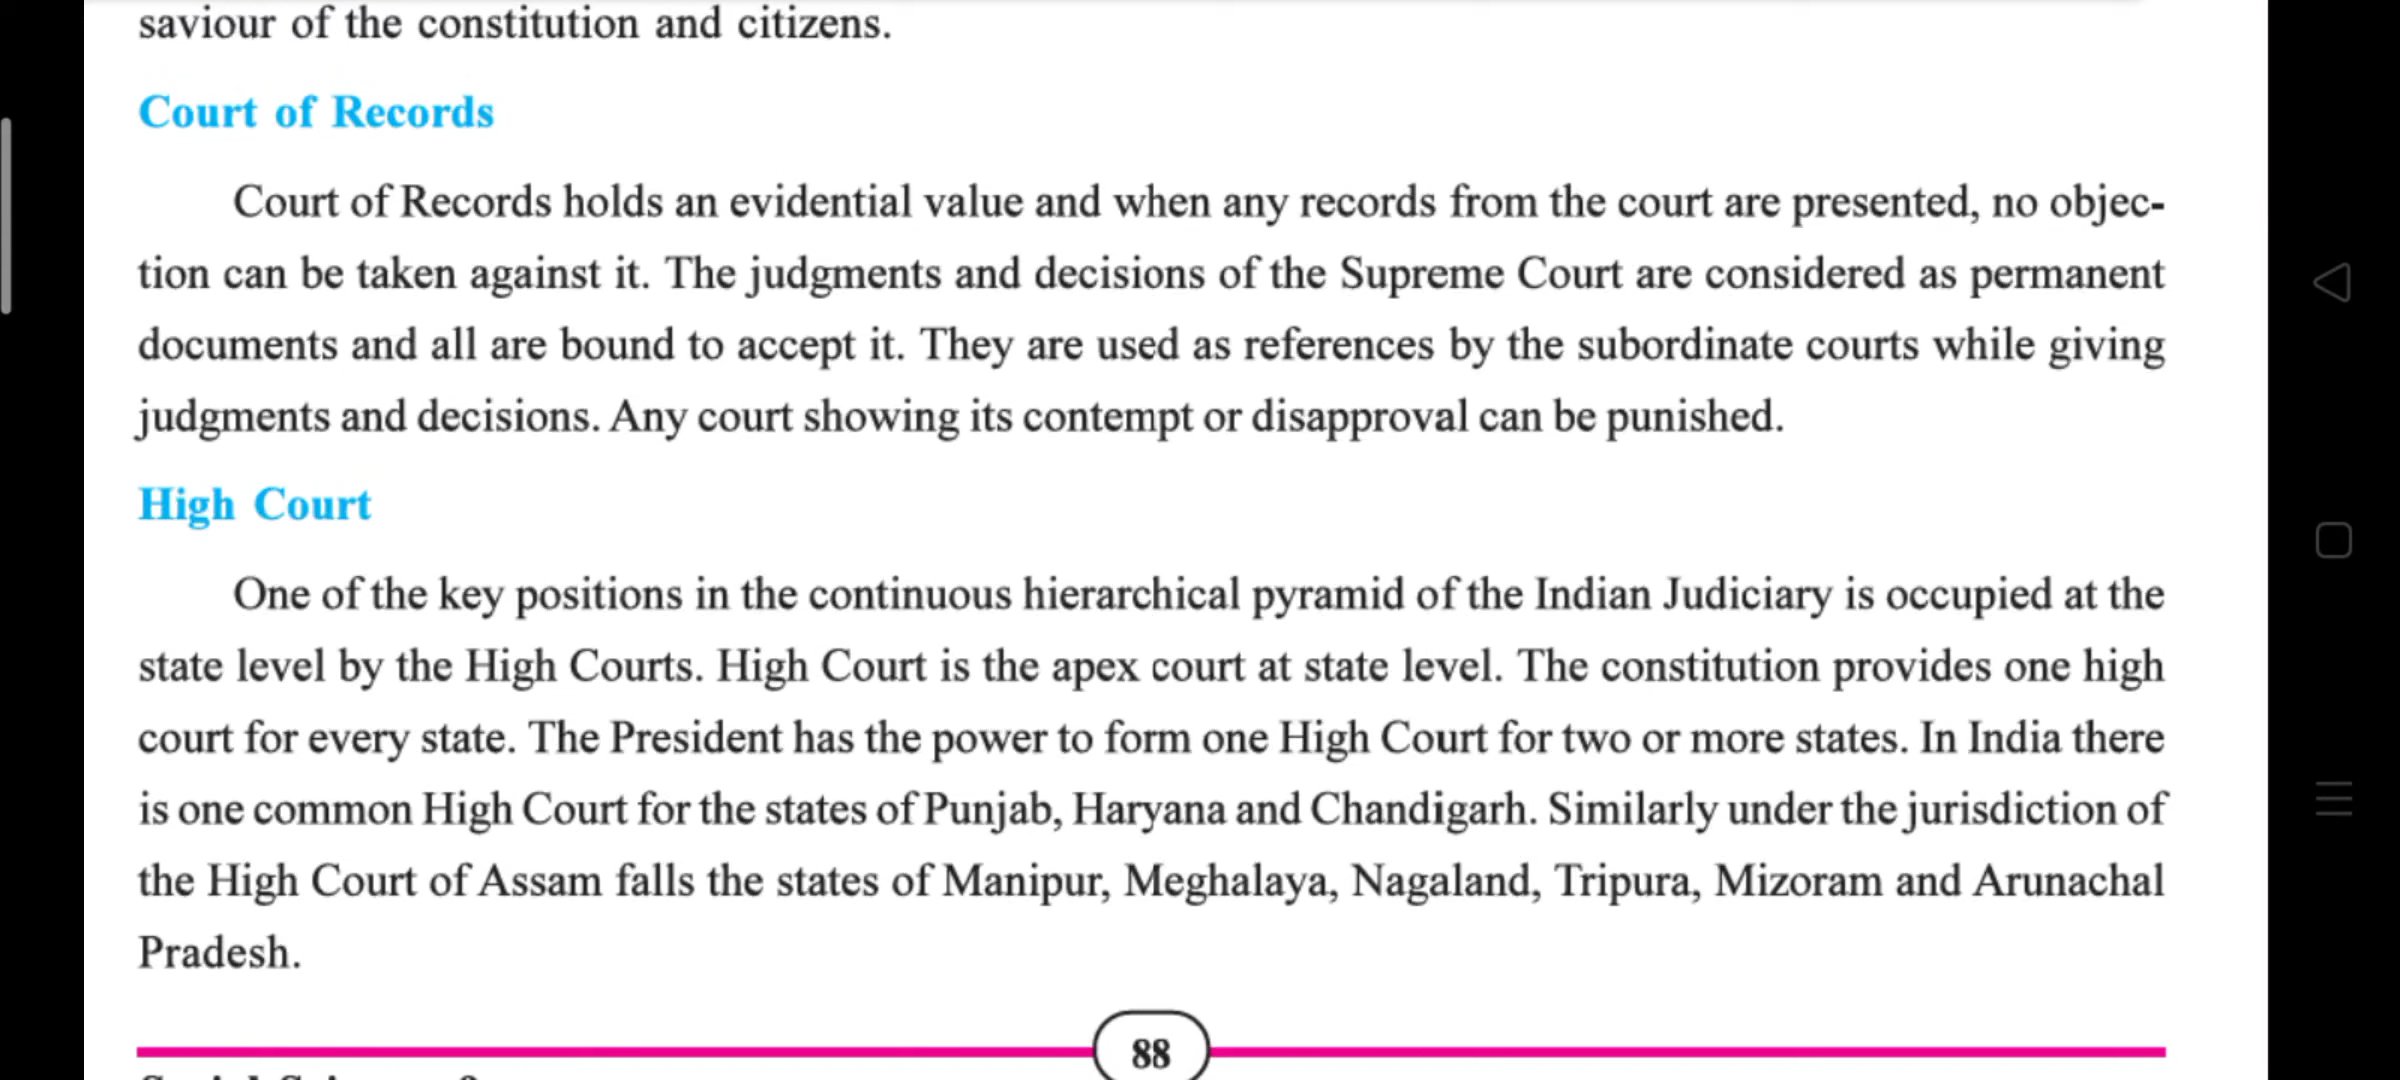 saviour of the constitution and citizens.
Court of Records
Court of Records holds an evidential value and when any records from the court are presented, no objec-
tion can be taken against it. The judgments and decisions of the Supreme Court are considered as permanent
documents and all are bound to accept it. They are used as references by the subordinate courts while giving
judgments and decisions. Any court showing its contempt or disapproval can be punished.
High Court
One of the key positions in the continuous hierarchical pyramid of the Indian Judiciary is occupied at the
state level by the High Courts. High Court is the apex court at state level. The constitution provides one high
court for every state. The President has the power to form one High Court for two or more states. In India there
is one common High Court for the states of Punjab, Haryana and Chandigarh. Similarly under the jurisdiction of
the High Court of Assam falls the states of Manipur, Meghalaya, Nagaland, Tripura, Mizoram and Arunachal
Pradesh.
88